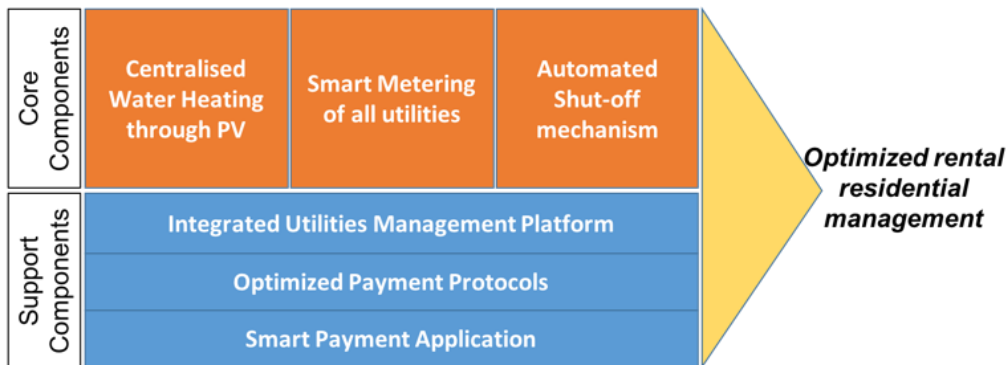 Core
Components
Centralised
Water Heating
through PV
Smart Metering
of all utilities
Automated
Shut-off
mechanism
Support
Components
Integrated Utilities Management Platform
Optimized Payment Protocols
Smart Payment Application
Optimized rental
residential
management